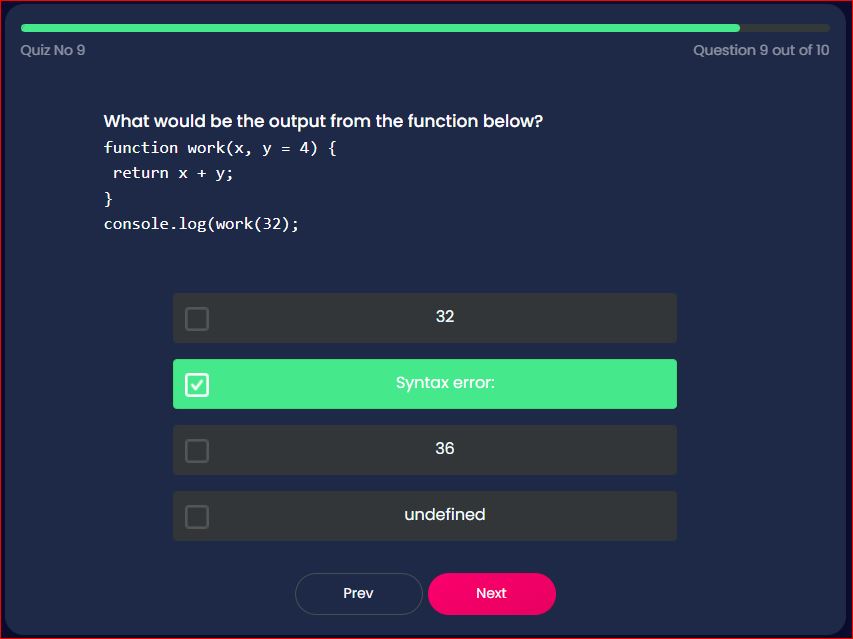 Quiz No 9
Question 9 out of 10
What would be the output from the function below?
function work(x, y = 4) {
 return x + y;
}
console.log(work(32);
32
Syntax error:
36
undefined
Prev
Next